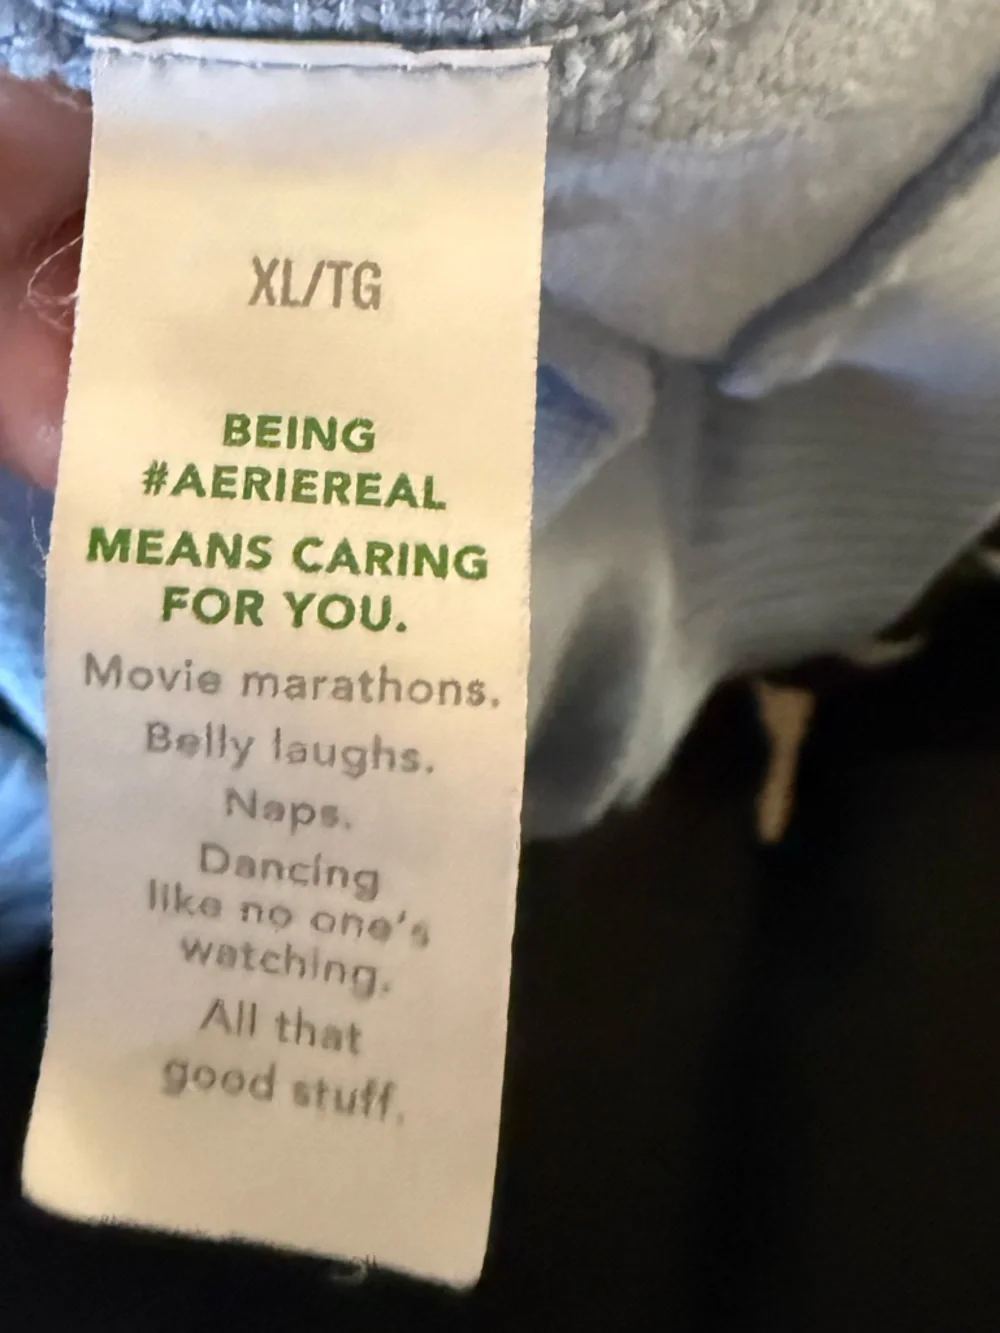 XL/TG
BEING
#AERIEREAL
MEANS CARING
FOR YOU.
Movie marathons.
Belly laughs.
Naps.
Dancing
like no one's
watching.
All that
good stuff.